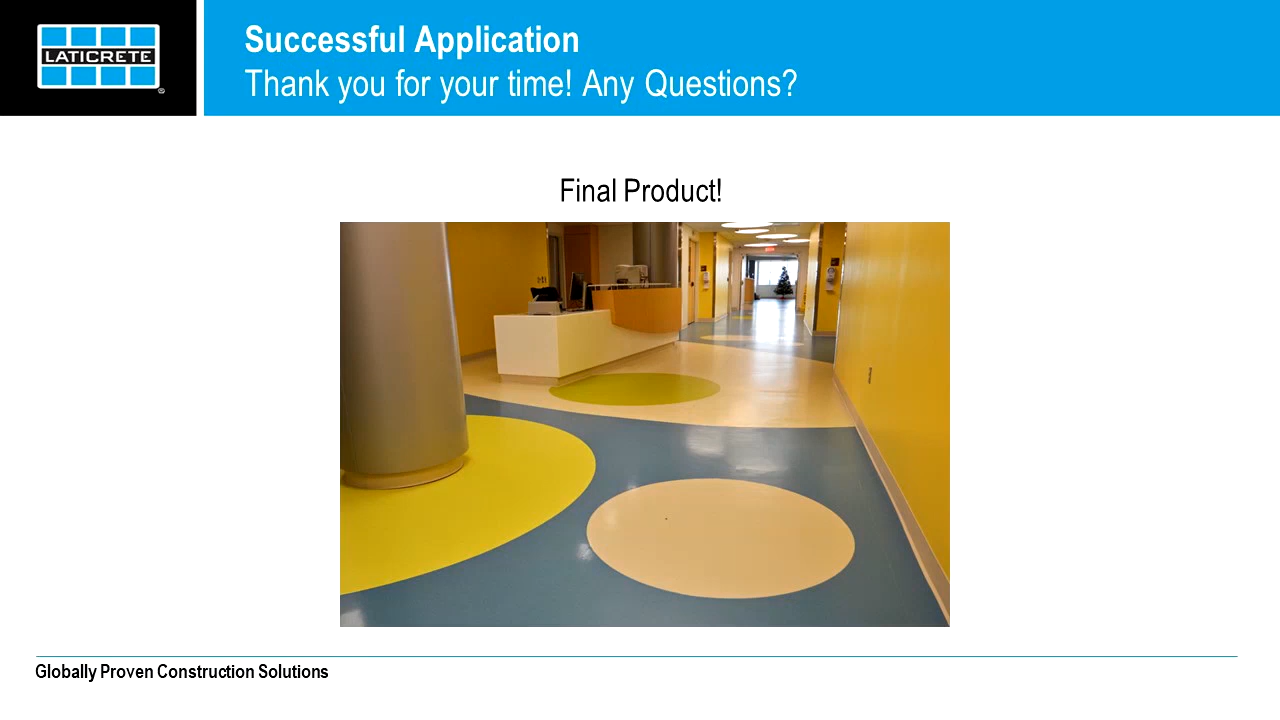 LATICRETE
®
Successful Application
Thank you for your time! Any Questions?
Final Product!
Globally Proven Construction Solutions